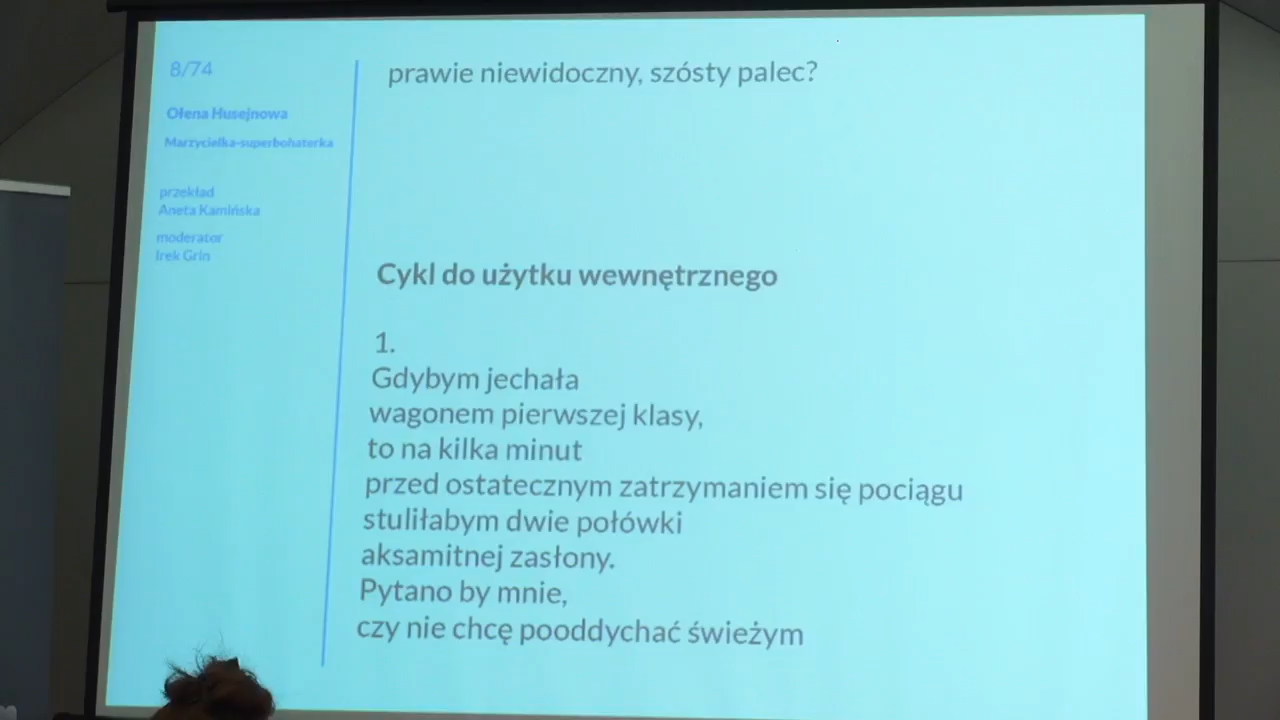 8/74
Ołena Husejnowa
Marzycielka-superbohaterka
przekład
Aneta Kamińska
moderator
Irek Grin
prawie niewidoczny, szósty palec?
Cykl do użytku wewnętrznego
1.
Gdybym jechała
wagonem pierwszej klasy,
to na kilka minut
przed ostatecznym zatrzymaniem się pociągu
stuliłabym dwie połówki
aksamitnej zasłony.
Pytano by mnie,
czy nie chcę pooddychać świeżym